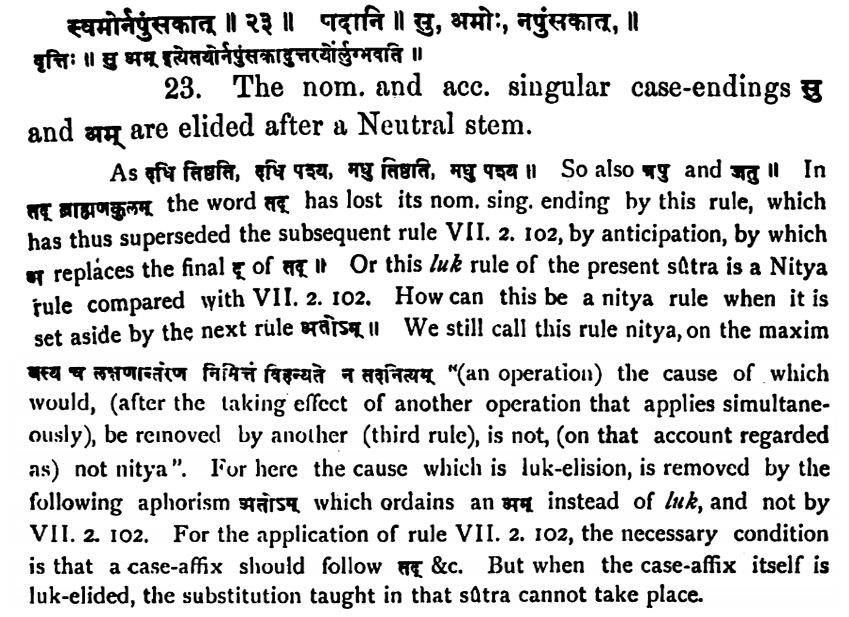 स्वमोर्नपुंसकात् ॥ २३ ॥ पदानि ॥ सु, अमोः, नपुंसकात्, ॥
वृत्तिः ॥ सु अम् इत्येतयोर्नपुंसकादुत्तरयोर्लुग्भवति ॥
23. The nom. and acc. singular case-endings सु
and अम् are elided after a Neutral stem.
As दधि तिष्ठति, दधि पश्य, मधु तिष्ठति, मधु पश्य ॥ So also त्रपु and जतु ॥ In
तद् ब्राह्मणकुलम् the word तद् has lost its nom. sing. ending by this rule, which
has thus superseded the subsequent rule VII. 2. 102, by anticipation, by which
अ replaces the final द् of तद् ॥ Or this luk rule of the present sûtra is a Nitya
rule compared with VII. 2. 102. How can this be a nitya rule when it is
set aside by the next rule अतोऽम् ॥ We still call this rule nitya, on the maxim
यस्य च लक्षणान्तरेण निमित्तं विहन्यते न तदनित्यम् "(an operation) the cause of which
would, (after the taking effect of another operation that applies simultane-
ously), be removed by another (third rule), is not, (on that account regarded
as) not nitya". For here the cause which is luk-elision, is removed by the
following aphorism अतोऽम् which ordains an अम् instead of luk, and not by
VII. 2. 102. For the application of rule VII. 2. 102, the necessary condition
is that a case-affix should follow तद् &c. But when the case-affix itself is
luk-elided, the substitution taught in that sûtra cannot take place.